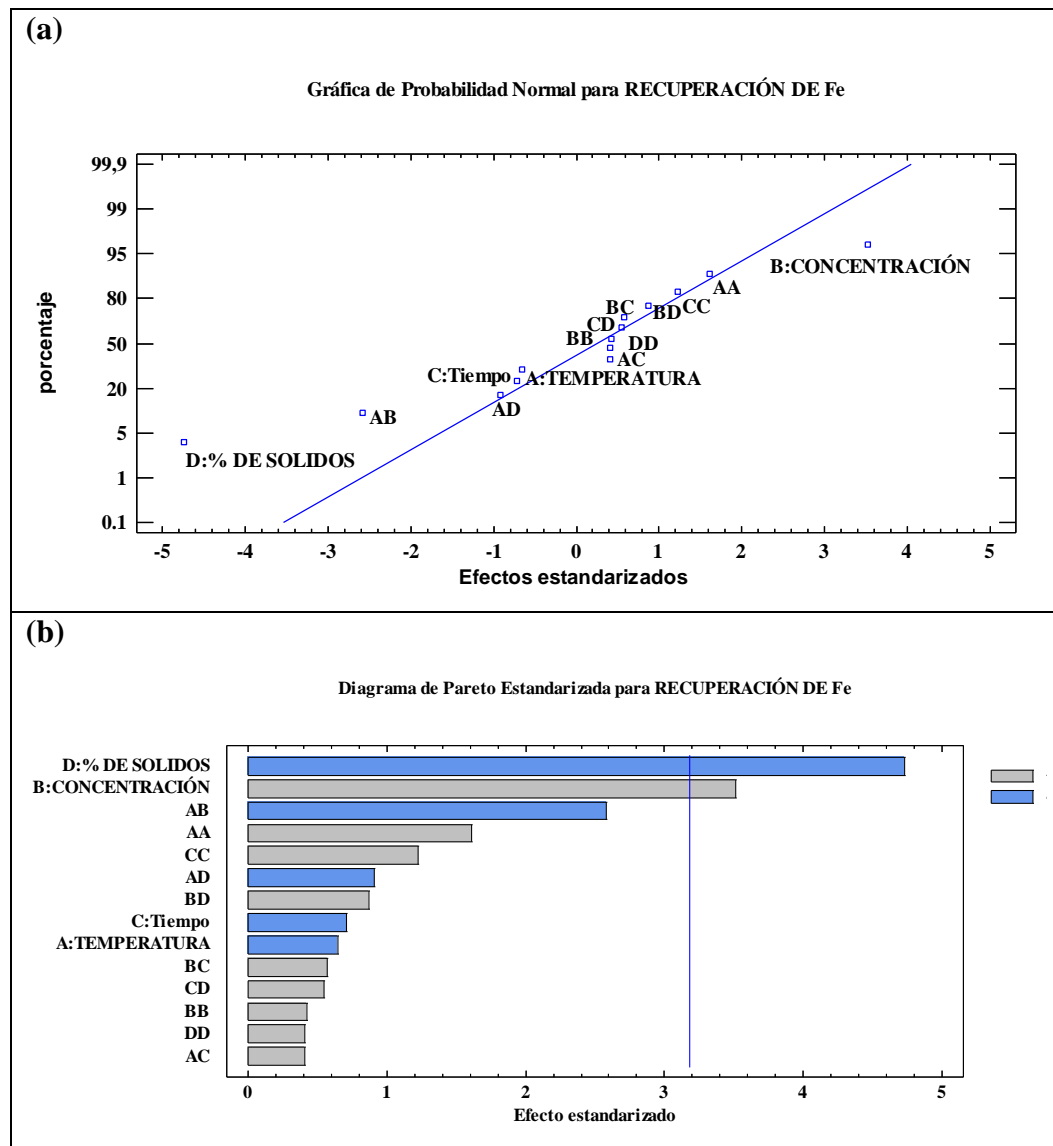 (a)
Gráfica de Probabilidad Normal para RECUPERACIÓN DE Fe
porcentaje
99,9
99
95
80
50
20
5
1
0.1
B:CONCENTRACIÓN
AA
CC
BC
BD
CD
BB
DD
AC
C:Tiempo
A:TEMPERATURA
AD
AB
D:% DE SOLIDOS
-5 -4 -3 -2 -1 0 1 2 3 4 5
Efectos estandarizados
(b)
Diagrama de Pareto Estandarizada para RECUPERACIÓN DE Fe
D:% DE SOLIDOS
B:CONCENTRACIÓN
AB
AA
CC
AD
BD
C:Tiempo
A:TEMPERATURA
BC
CD
BB
DD
AC
0 1 2 3 4 5
Efecto estandarizado